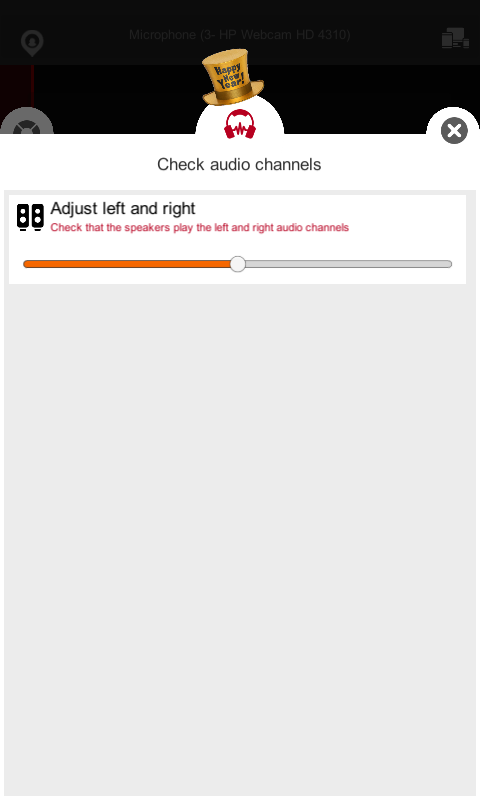 Microphone (3- HP Webcam HD 4310)
Happy
New
Year!
Check audio channels
Adjust left and right
Check that the speakers play the left and right audio channels